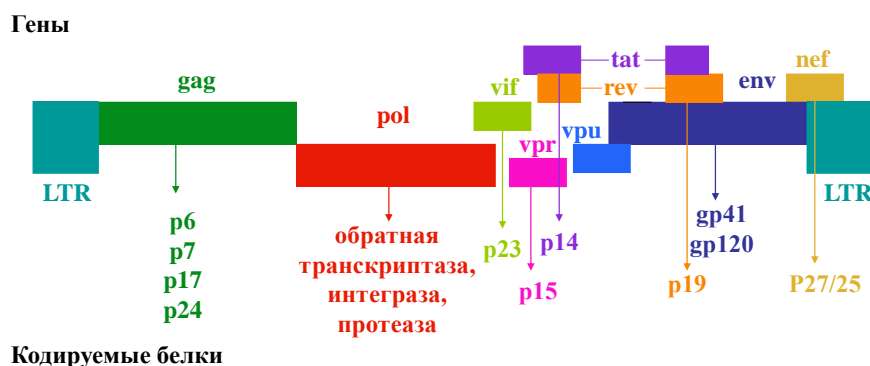 Гены
gag
pol
vif
tat
rev
env
nef
vpr
vpu
LTR
LTR
p6
p7
p17
p24
обратная
транскриптаза,
интеграза,
протеаза
p23
p15
p14
gp41
gp120
p19
P27/25
Кодируемые белки